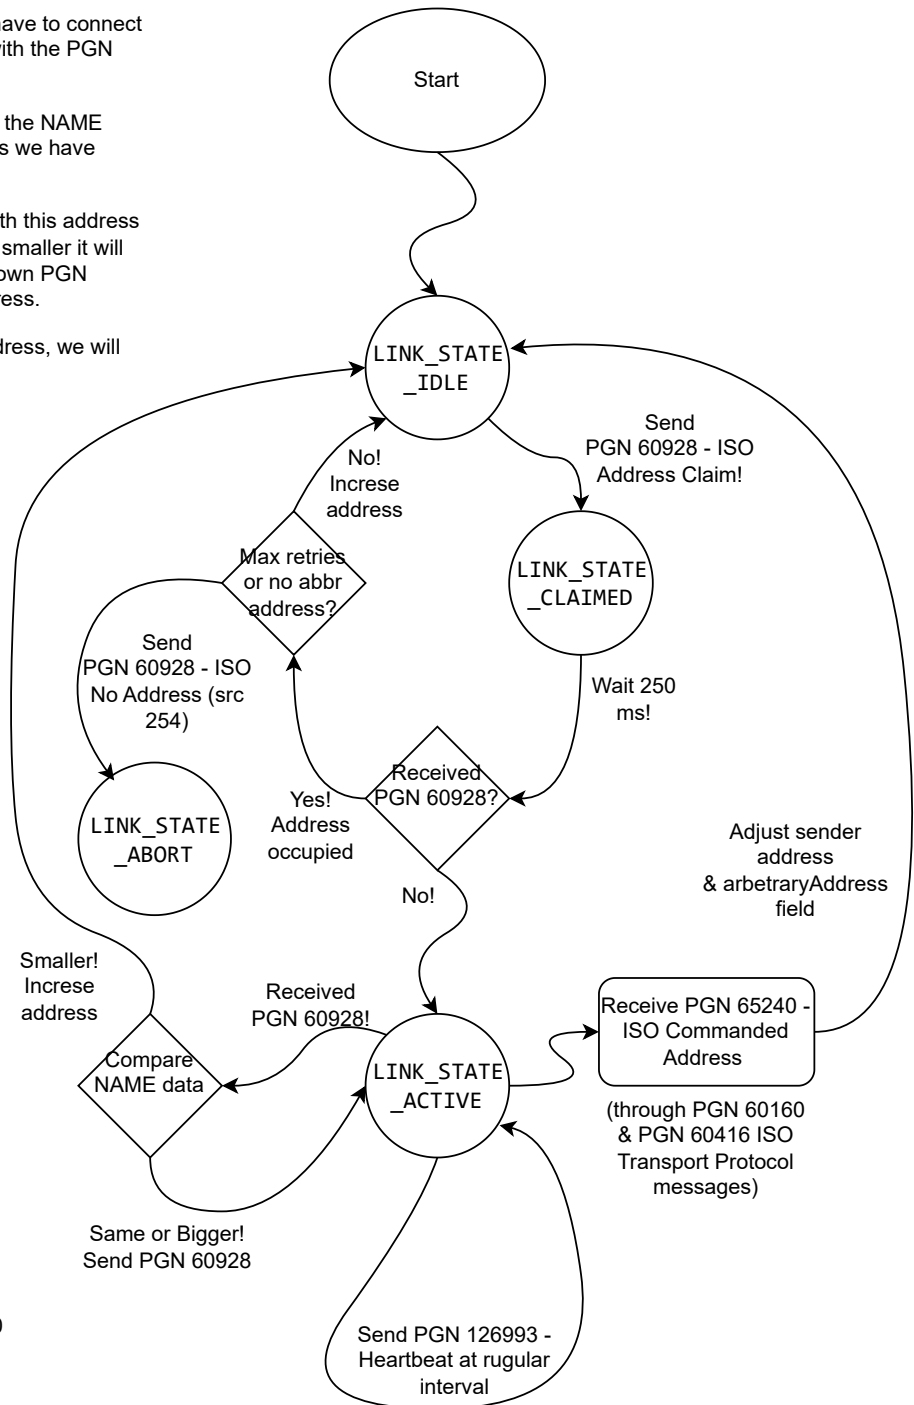 have to connect
with the PGN
the NAME
s we have
th this address
smaller it will
own PGN
ress.
dress, we will
Start
LINK_STATE
_IDLE
Send
PGN 60928 - ISO
Address Claim!
No!
Increse
address
Max retries
or no abbr
address?
LINK_STATE
_CLAIMED
Send
PGN 60928 - ISO
No Address (src
254)
Wait 250
ms!
Received
PGN 60928?
Yes!
Address
occupied
LINK_STATE
_ABORT
No!
Adjust sender
address
& arbetraryAddress
field
Smaller!
Increse
address
Received
PGN 60928!
Compare
NAME data
LINK_STATE
_ACTIVE
Receive PGN 65240 -
ISO Commanded
Address
(through PGN 60160
& PGN 60416 ISO
Transport Protocol
messages)
Same or Bigger!
Send PGN 60928
Send PGN 126993 -
Heartbeat at rugular
interval